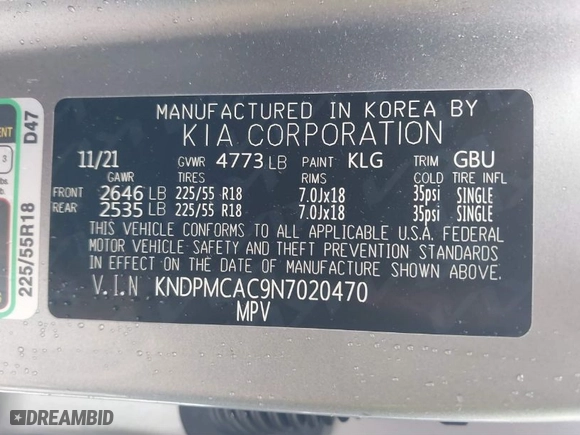 MANUFACTURED IN KOREA BY
KIA CORPORATION
11/21 GVWR 4773 LB PAINT KLG TRIM GBU
GAWR TIRES RIMS COLD TIRE INFL
FRONT 2646 LB 225/55 R18 7.0Jx18 35psi SINGLE
REAR 2535 LB 225/55 R18 7.0Jx18 35psi SINGLE
THIS VEHICLE CONFORMS TO ALL APPLICABLE U.S.A. FEDERAL
MOTOR VEHICLE SAFETY AND THEFT PREVENTION STANDARDS
IN EFFECT ON THE DATE OF MANUFACTURE SHOWN ABOVE.
V.I.N KNDPMCAC9N7020470
MPV
225/55R18 D47
3
DREAMBID